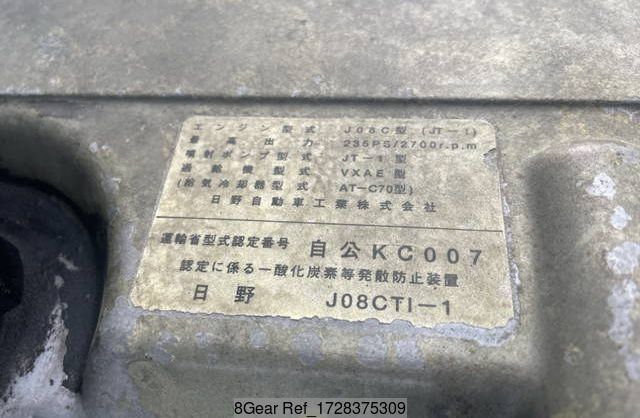 エンジン型式 J08C型(JT-1)
最高出力 235PS/2700r.p.m
噴射ポンプ型式 JT-1型
過給機型式 VXAE型
(給気冷却器型式 AT-C70型)
日野自動車工業株式会社
運輸省型式認定番号 自公KC007
認定に係る一酸化炭素等発散防止装置
日野 J08CTI-1
8Gear Ref_1728375309